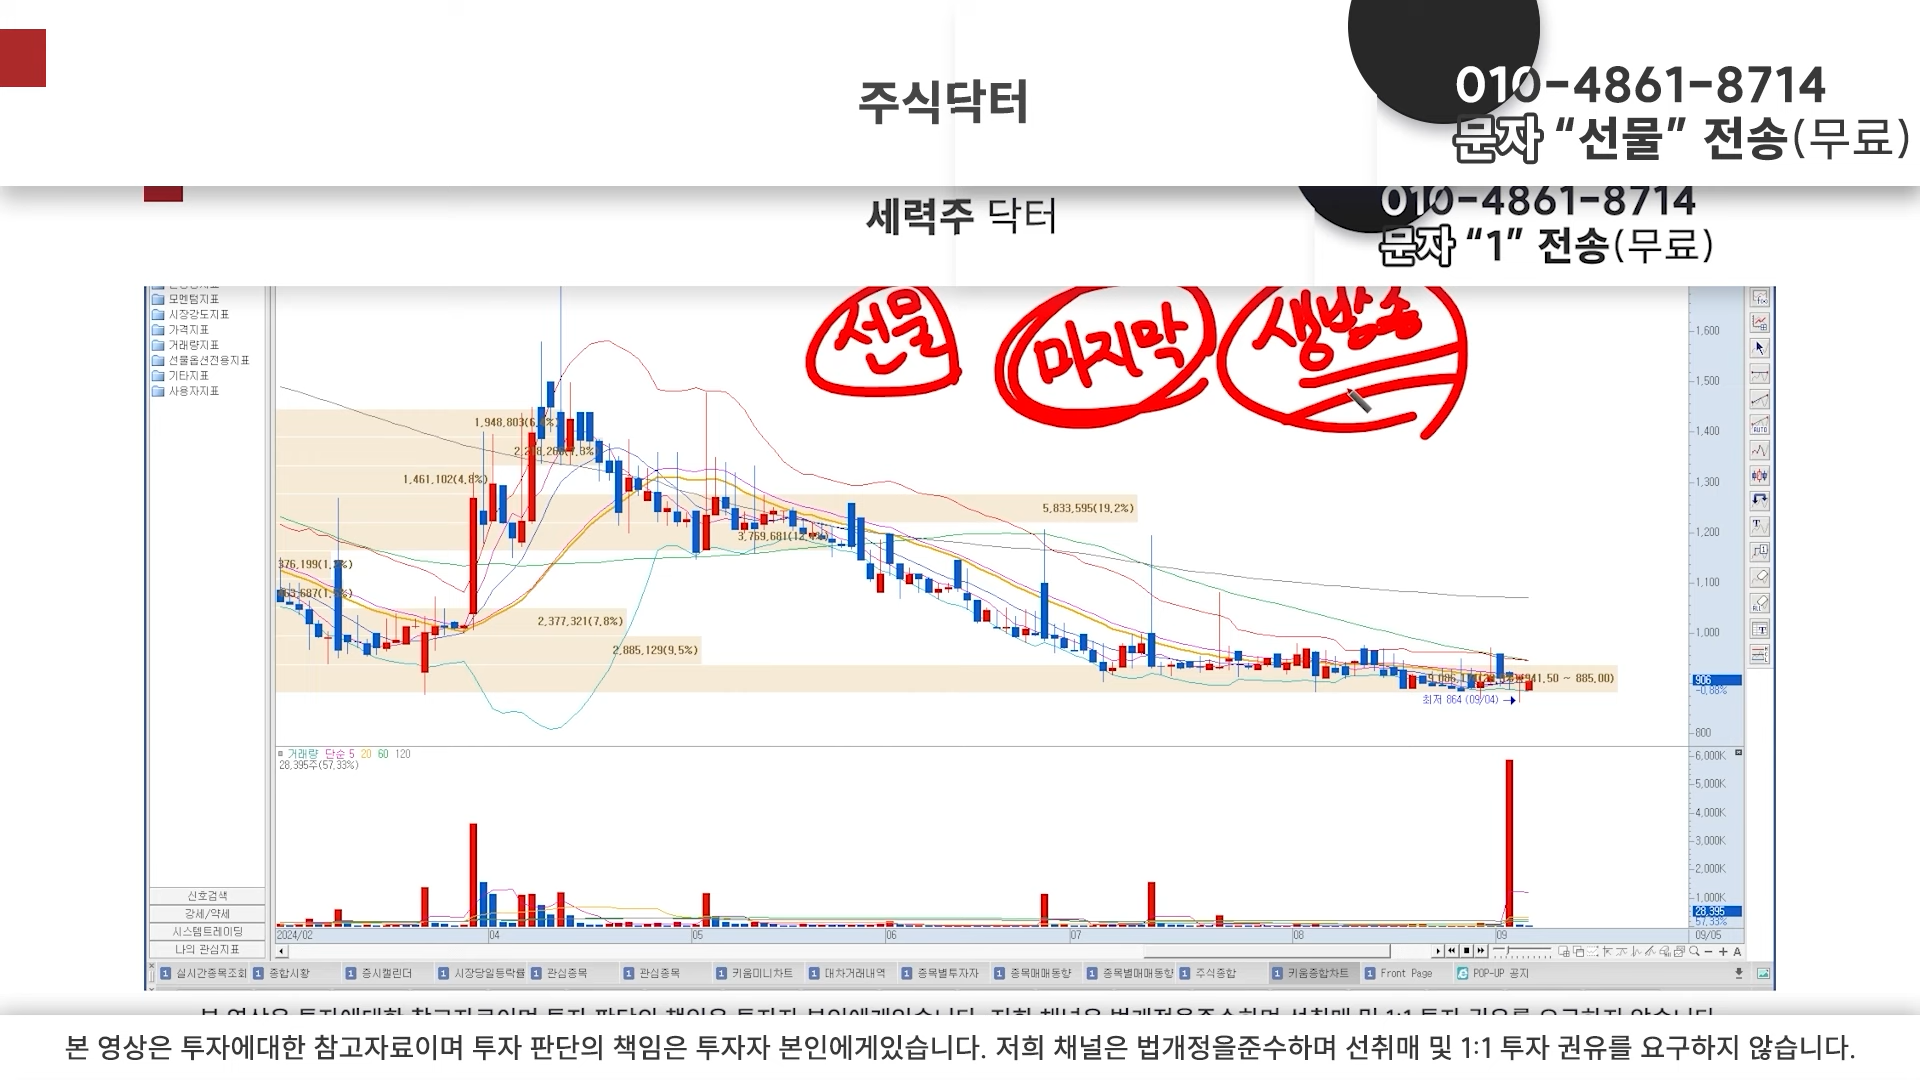 주식닥터
010-4861-8714
문자 “선물” 전송(무료)
세력주 닥터
010-4861-8714
문자 “1” 전송(무료)
모멘텀지표
시장강도지표
가격지표
거래량지표
선물옵션전용지표
기타지표
사용자지표
선물
마지막
생방송
1,600
1,500
1,400
1,300
1,200
1,100
1,000
906
-0,88%
800
1,461,102(4,8%)
5,833,595(19,2%)
2,377,321(7,8%)
2,885,129(9,5%)
최저 864 (09/04)
거래량 단순 5 20 60 120
28,395주(57,33%)
6,000K
5,000K
4,000K
3,000K
2,000K
1,000K
28,395
57,33%
2024/02 04 05 06 07 08 09 09/05
신호검색
강세/약세
시스템트레이딩
나의 관심지표
실시간종목조회 종합시황 증시캘린더 시장당일등락률 관심종목 관심종목 키움미니차트 대차거래내역 종목별투자자 종목매매동향 종목별매매동향 주식종합 키움종합차트 Front Page POP-UP 공지
본 영상은 투자에대한 참고자료이며 투자 판단의 책임은 투자자 본인에게있습니다. 저희 채널은 법개정을준수하며 선취매 및 1:1 투자 권유를 요구하지 않습니다.